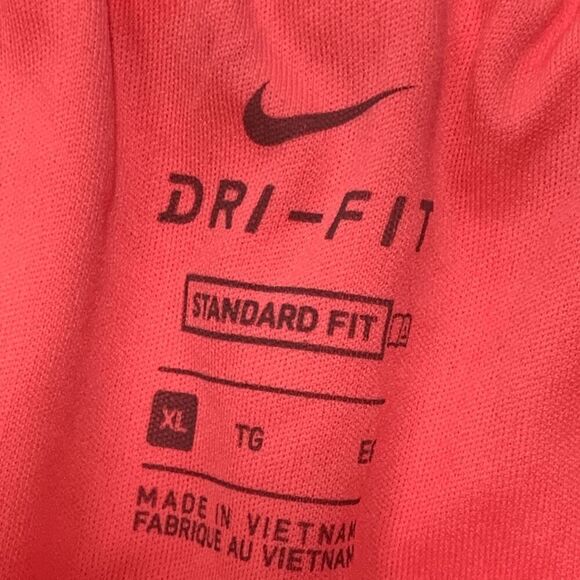 DRI-FIT
STANDARD FIT
XL TG
MADE IN VIETNAM
FABRIQUE AU VIETNAM